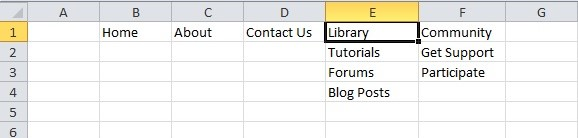 A B C D E F G
1 Home About Contact Us Library Community
2 Tutorials Get Support
3 Forums Participate
4 Blog Posts
5
6